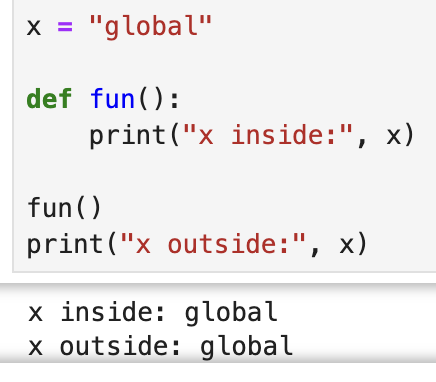 x = "global"
def fun():
    print("x inside:", x)
fun()
print("x outside:", x)
x inside: global
x outside: global